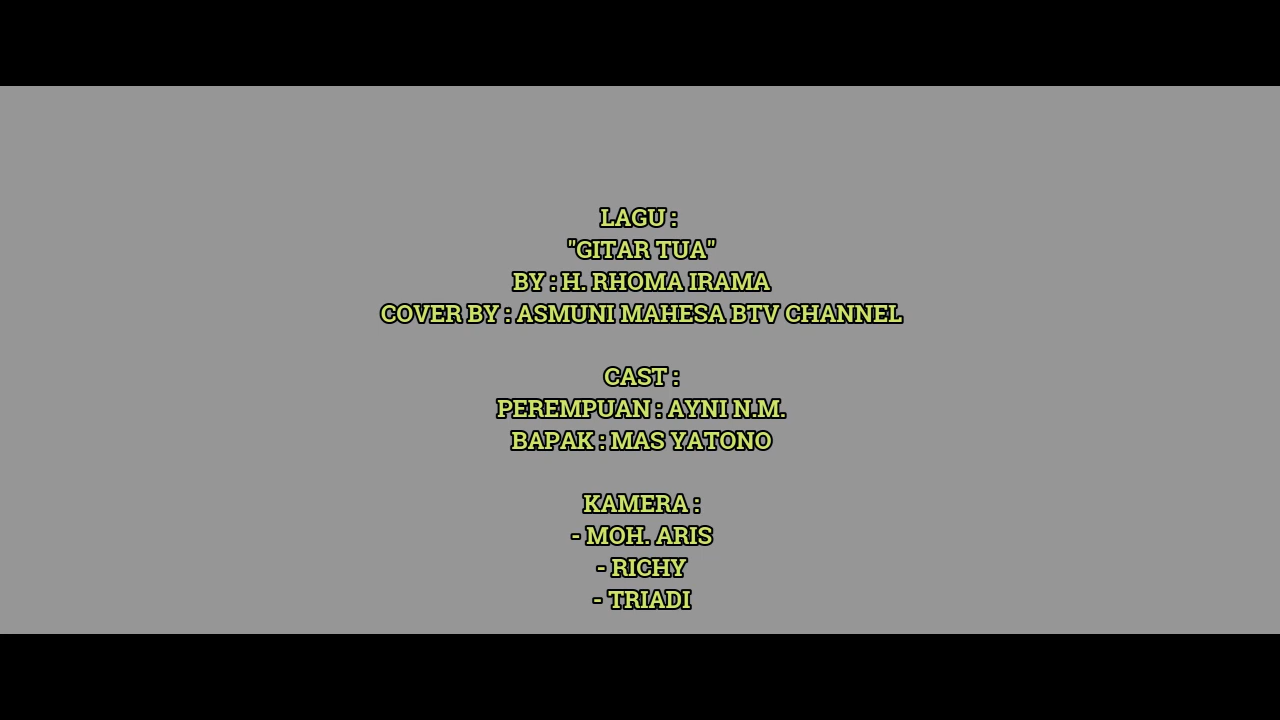 LAGU :
"GITAR TUA"
BY : H. RHOMA IRAMA
COVER BY : ASMUNI MAHESA BTV CHANNEL
CAST :
PEREMPUAN : AYNI N.M.
BAPAK : MAS YATONO
KAMERA :
- MOH. ARIS
- RICHY
- TRIADI